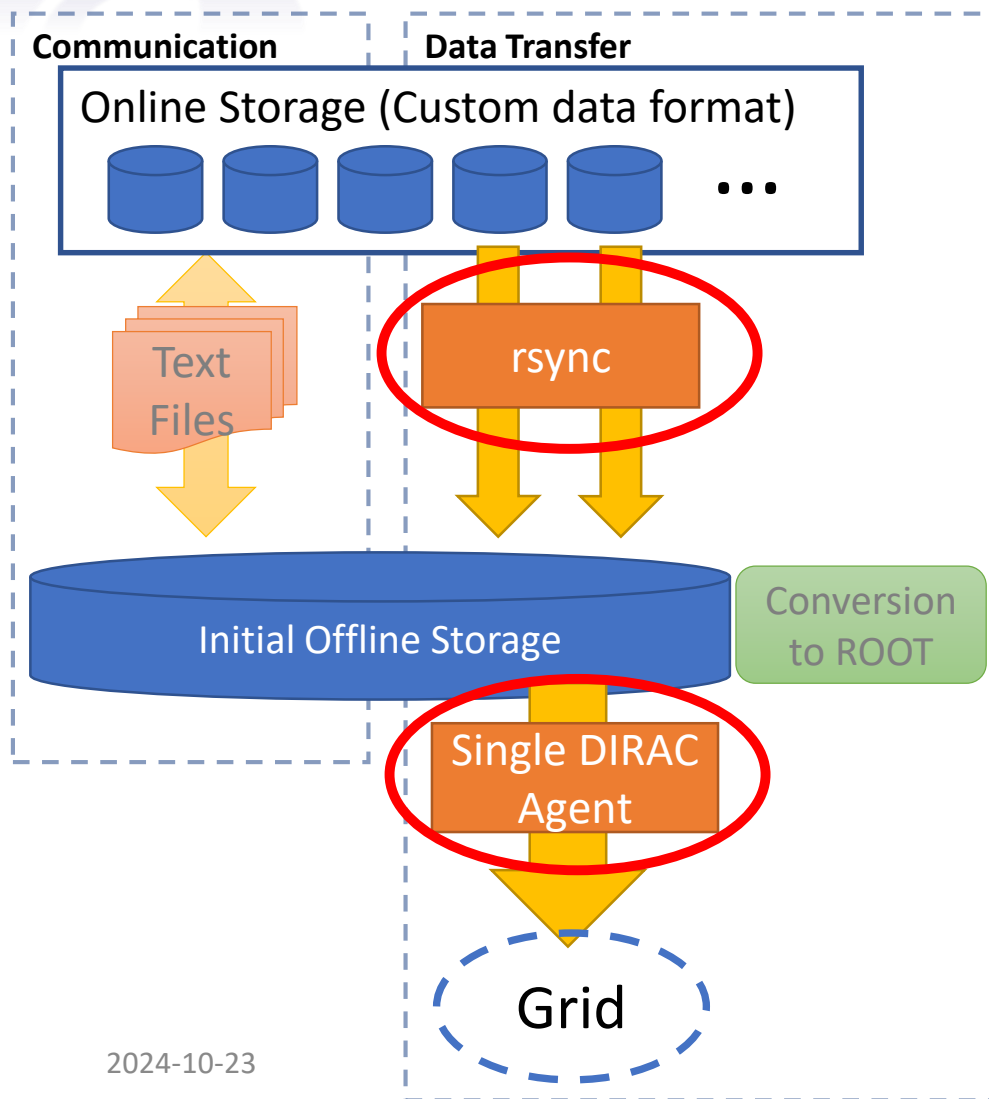 Communication
Data Transfer
Online Storage (Custom data format)
...
Text
Files
rsync
Initial Offline Storage
Conversion
to ROOT
Single DIRAC
Agent
Grid
2024-10-23